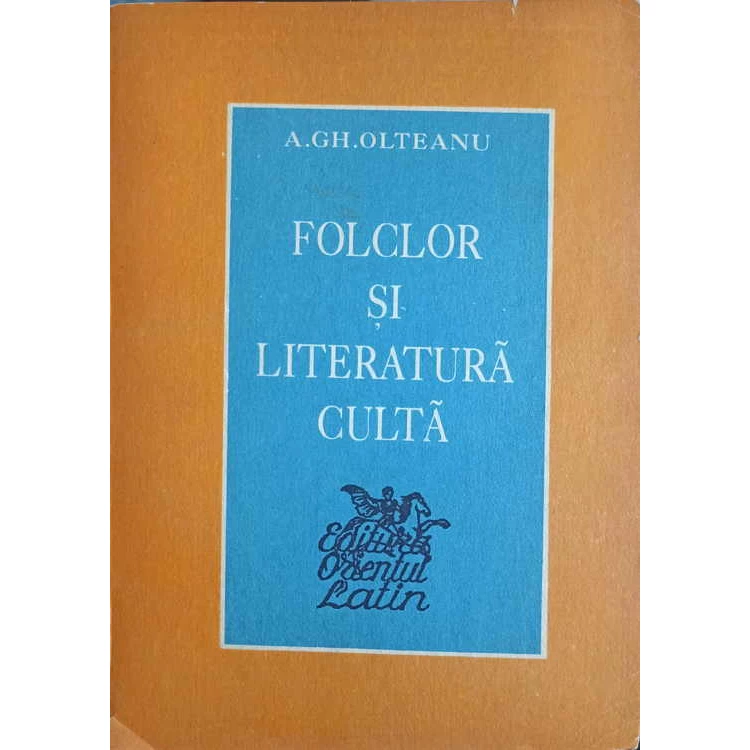 A.GH.OLTEANU
FOLCLOR
ȘI
LITERATURĂ
CULTĂ
Editura
Orientul
Latin